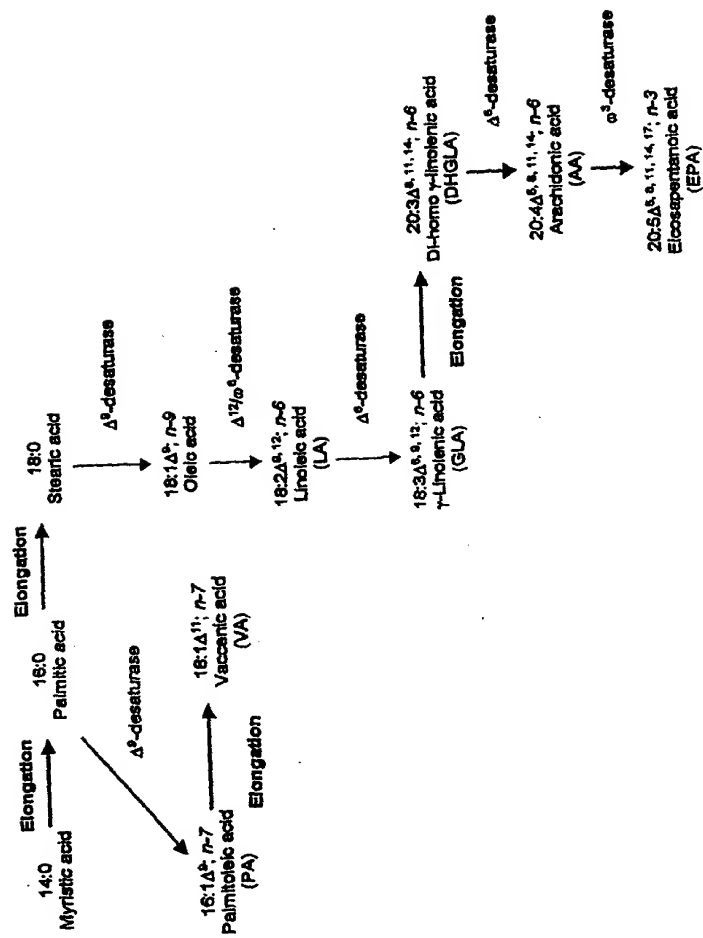 14:0
Myristic acid
Elongation
16:0
Palmitic acid
Elongation
18:0
Stearic acid
Δ⁹-desaturase
Δ⁹-desaturase
16:1Δ⁹; n-7
Palmitoleic acid
(PA)
Elongation
18:1Δ¹¹; n-7
Vaccenic acid
(VA)
18:1Δ⁹; n-9
Oleic acid
Δ¹²/ω⁶-desaturase
18:2Δ⁹, ¹²; n-6
Linoleic acid
(LA)
Δ⁶-desaturase
18:3Δ⁶, ⁹, ¹²; n-6
γ-Linolenic acid
(GLA)
Elongation
20:3Δ⁸, ¹¹, ¹⁴; n-6
Di-homo γ-linolenic acid
(DHGLA)
Δ⁵-desaturase
20:4Δ⁵, ⁸, ¹¹, ¹⁴; n-6
Arachidonic acid
(AA)
ω³-desaturase
20:5Δ⁵, ⁸, ¹¹, ¹⁴, ¹⁷; n-3
Eicosapentanoic acid
(EPA)